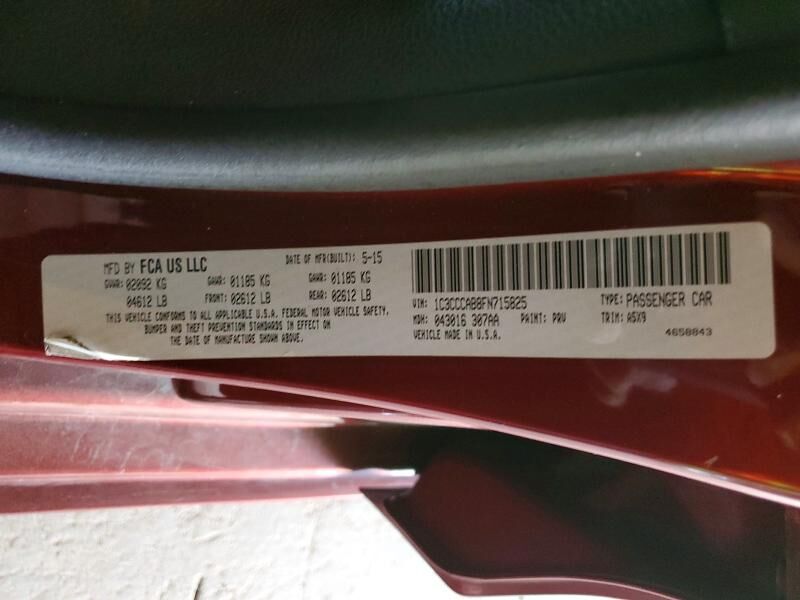 MFD BY FCA US LLC DATE OF MFR(BUILT): 5-15
GVWR: 02092 KG GAWR: 01185 KG GAWR: 01185 KG
04612 LB FRONT: 02612 LB REAR: 02612 LB
THIS VEHICLE CONFORMS TO ALL APPLICABLE U.S.A. FEDERAL MOTOR VEHICLE SAFETY,
BUMPER AND THEFT PREVENTION STANDARDS IN EFFECT ON
THE DATE OF MANUFACTURE SHOWN ABOVE.
VIN: 1C3CCCAB8FN715825 TYPE: PASSENGER CAR
MDH: 043016 307AA PAINT: PRV TRIM: A5X9
VEHICLE MADE IN U.S.A. 4658843